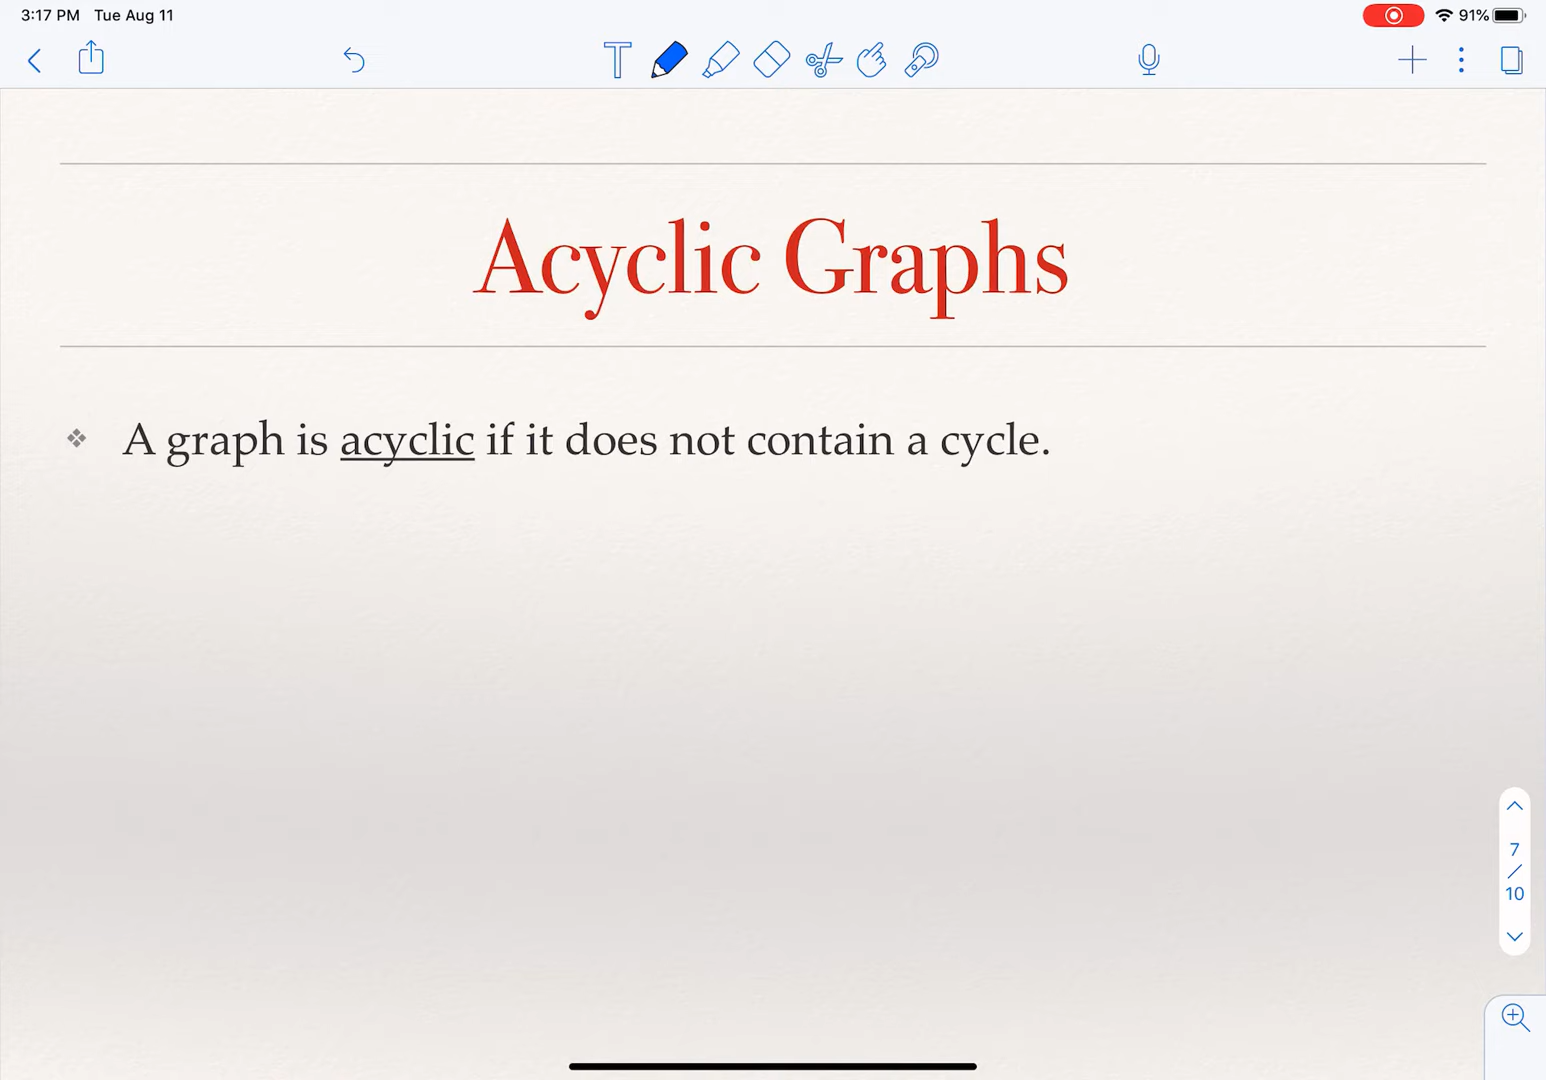 3:17 PM Tue Aug 11
91%
T
Acyclic Graphs
❖ A graph is acyclic if it does not contain a cycle.
7
/
10